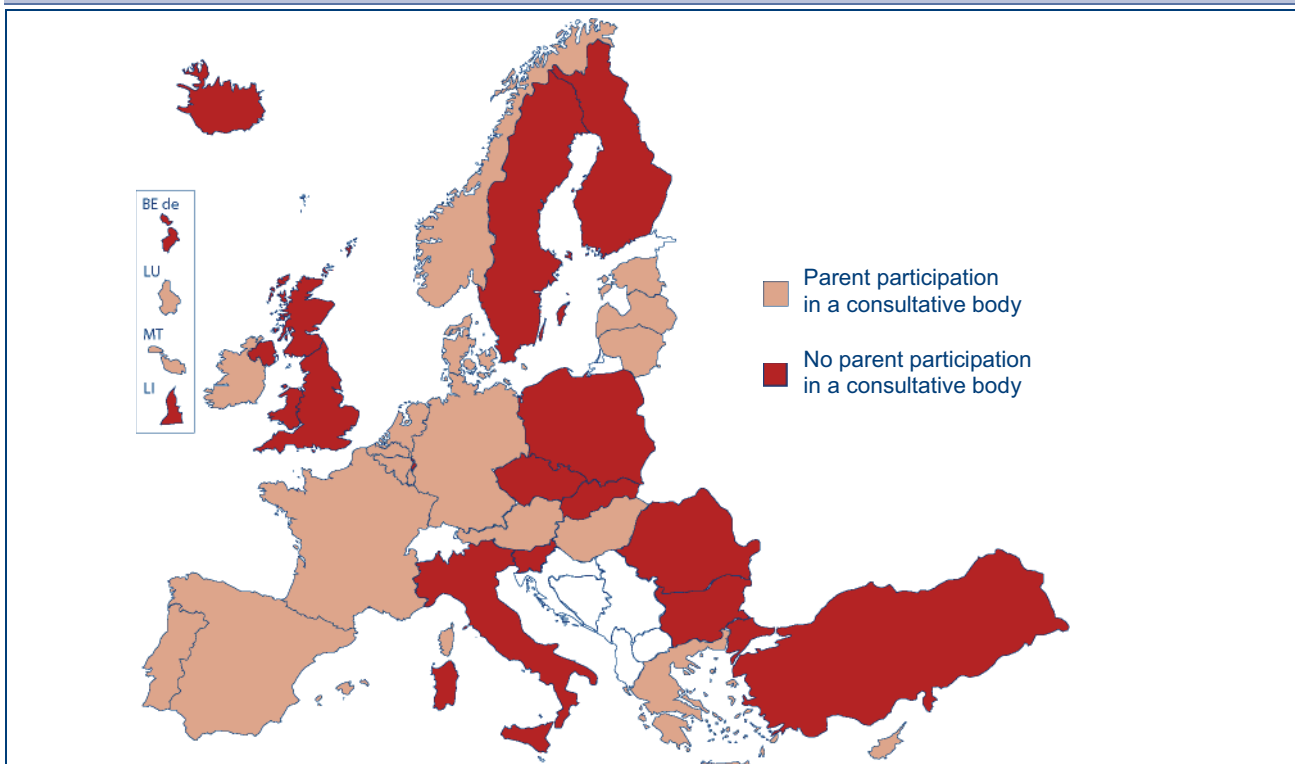 BE de
LU
MT
LI
Parent participation
in a consultative body
No parent participation
in a consultative body